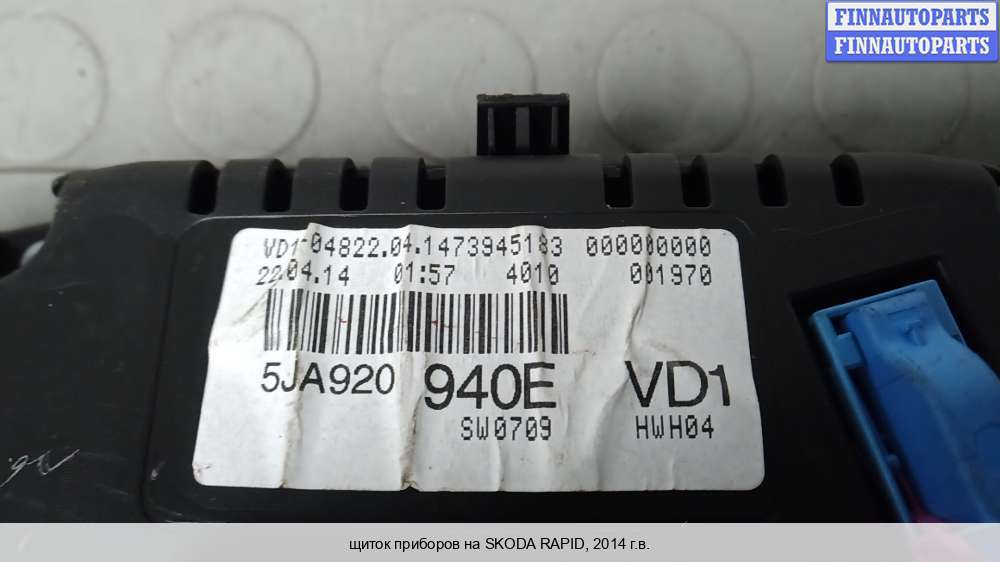 FINNAUTOPARTS
FINNAUTOPARTS
VD1-04822.04.1473945183 000000000
22.04.14 01:57 4010 001970
5JA920 940E VD1
SW0709 HWH04
щиток приборов на SKODA RAPID, 2014 г.в.